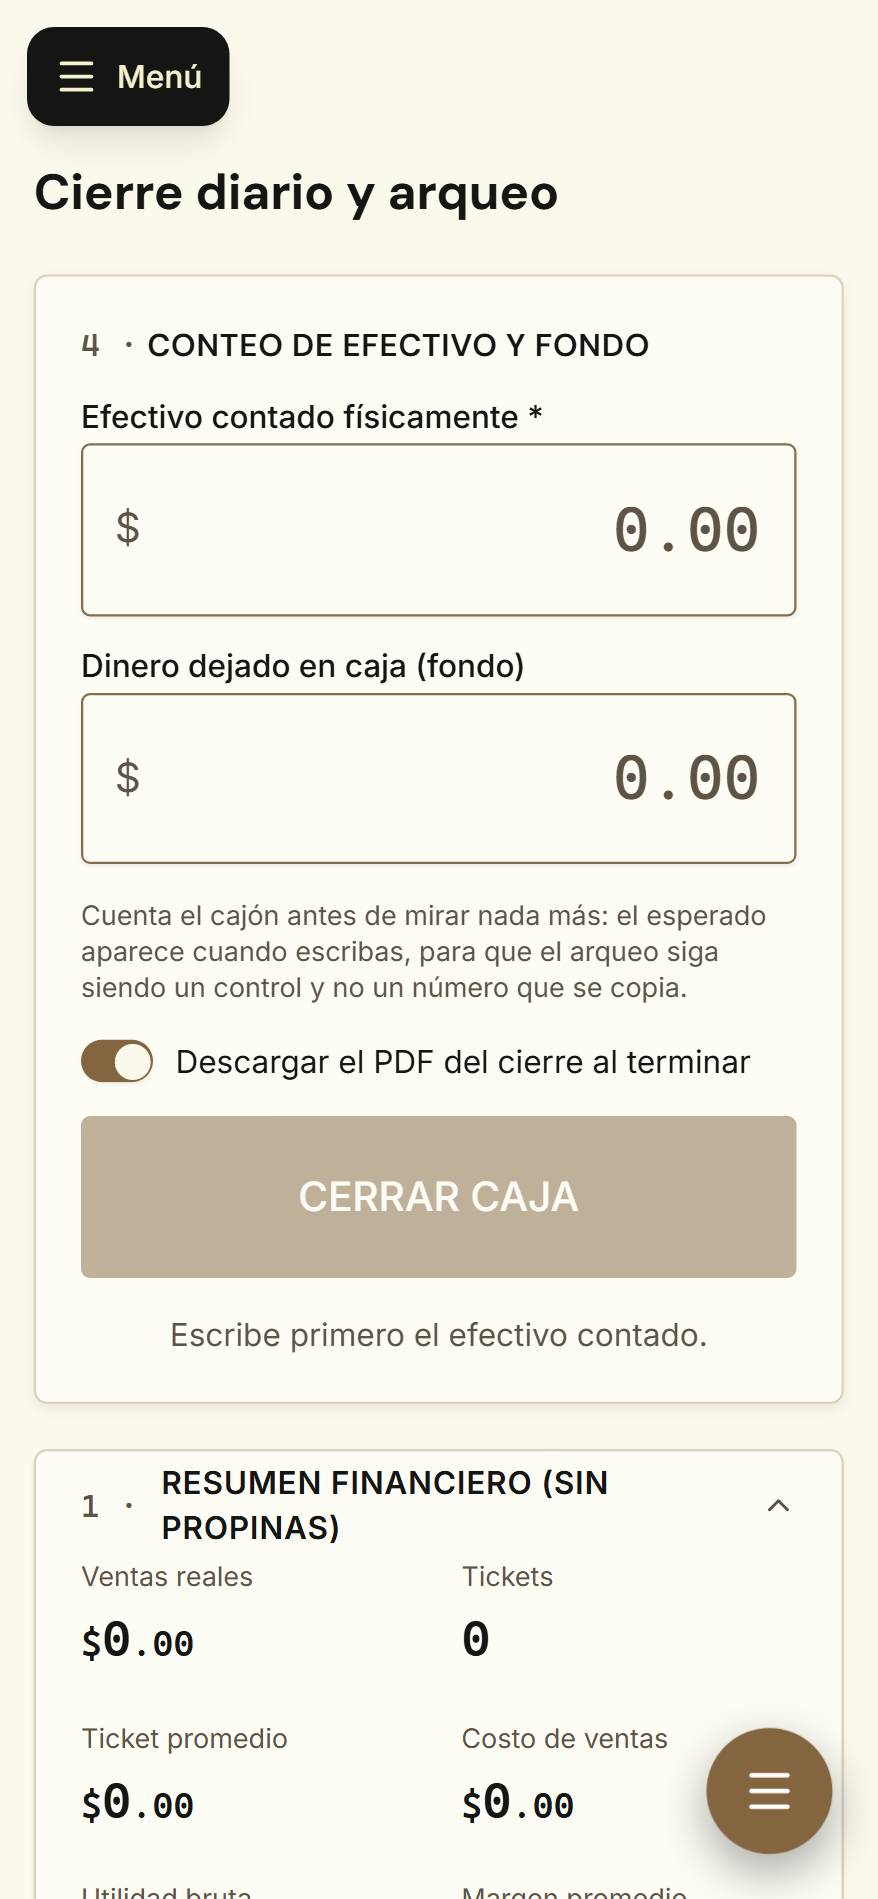 Menú
Cierre diario y arqueo
4 · CONTEO DE EFECTIVO Y FONDO
Efectivo contado físicamente *
$ 0.00
Dinero dejado en caja (fondo)
$ 0.00
Cuenta el cajón antes de mirar nada más: el esperado
aparece cuando escribas, para que el arqueo siga
siendo un control y no un número que se copia.
Descargar el PDF del cierre al terminar
CERRAR CAJA
Escribe primero el efectivo contado.
1 · RESUMEN FINANCIERO (SIN
PROPINAS)
Ventas reales Tickets
$0.00 0
Ticket promedio Costo de ventas
$0.00 $0.00
Utilidad bruta Margen promedio